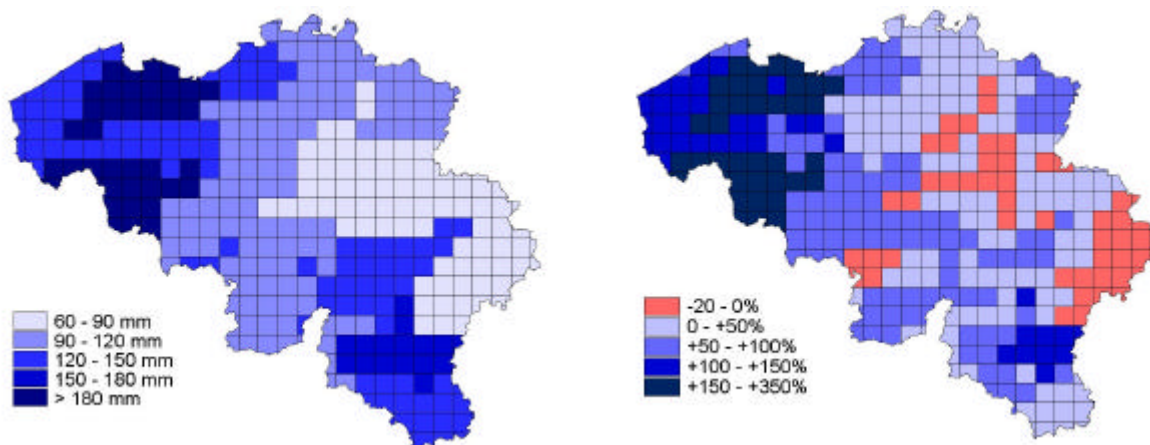 60 - 90 mm
90 - 120 mm
120 - 150 mm
150 - 180 mm
> 180 mm
-20 - 0%
0 - +50%
+50 - +100%
+100 - +150%
+150 - +350%